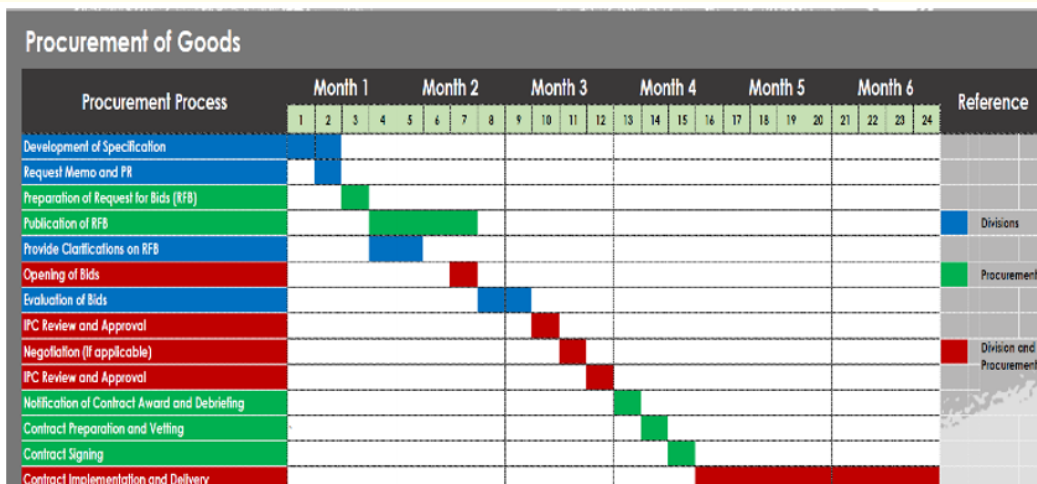 Procurement of Goods
Procurement Process
Month 1 Month 2 Month 3 Month 4 Month 5 Month 6
Reference
1 2 3 4 5 6 7 8 9 10 11 12 13 14 15 16 17 18 19 20 21 22 23 24
Development of Specification
Request Memo and PR
Preparation of Request for Bids (RFB)
Publication of RFB
Divisions
Provide Clarifications on RFB
Opening of Bids
Procurement
Evaluation of Bids
IPC Review and Approval
Negotiation (If applicable)
Division and
Procurement
IPC Review and Approval
Notification of Contract Award and Debriefing
Contract Preparation and Vetting
Contract Signing
Contract Implementation and Delivery